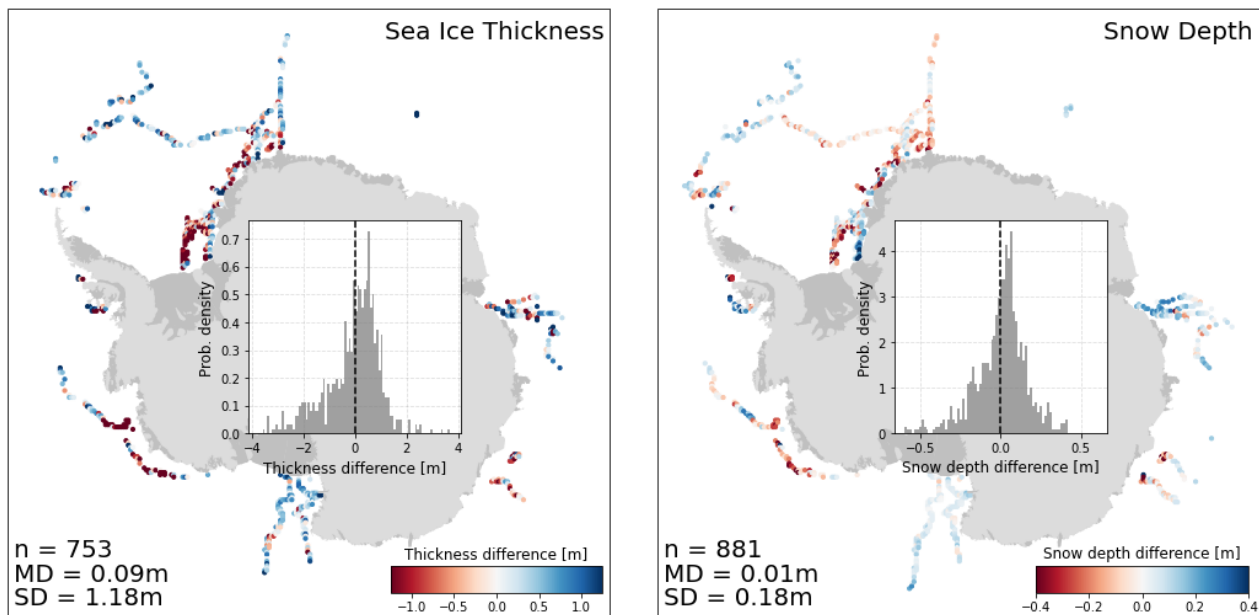 Sea Ice Thickness
0.7
0.6
0.5
0.4
0.3
0.2
0.1
0.0
Prob. density
−4 −2 0 2 4
Thickness difference [m]
n = 753
MD = 0.09m
SD = 1.18m
Thickness difference [m]
−1.0 −0.5 0.0 0.5 1.0
Snow Depth
4
3
2
1
0
Prob. density
−0.5 0.0 0.5
Snow depth difference [m]
n = 881
MD = 0.01m
SD = 0.18m
Snow depth difference [m]
−0.4 −0.2 0.0 0.2 0.4